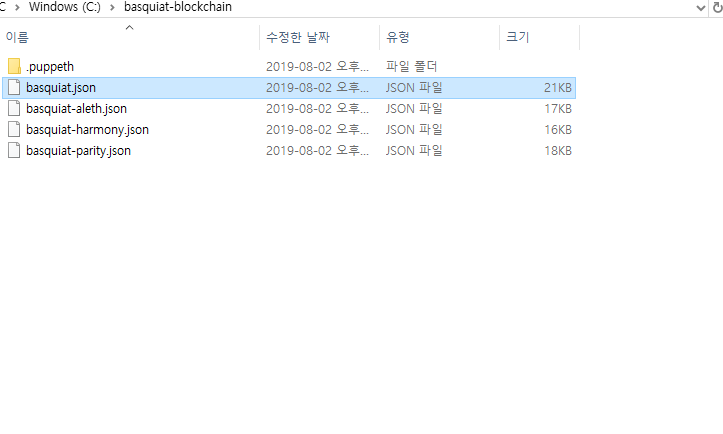 C > Windows (C:) > basquiat-blockchain
이름 수정한 날짜 유형 크기
.puppeth 2019-08-02 오후... 파일 폴더
basquiat.json 2019-08-02 오후... JSON 파일 21KB
basquiat-aleth.json 2019-08-02 오후... JSON 파일 17KB
basquiat-harmony.json 2019-08-02 오후... JSON 파일 16KB
basquiat-parity.json 2019-08-02 오후... JSON 파일 18KB